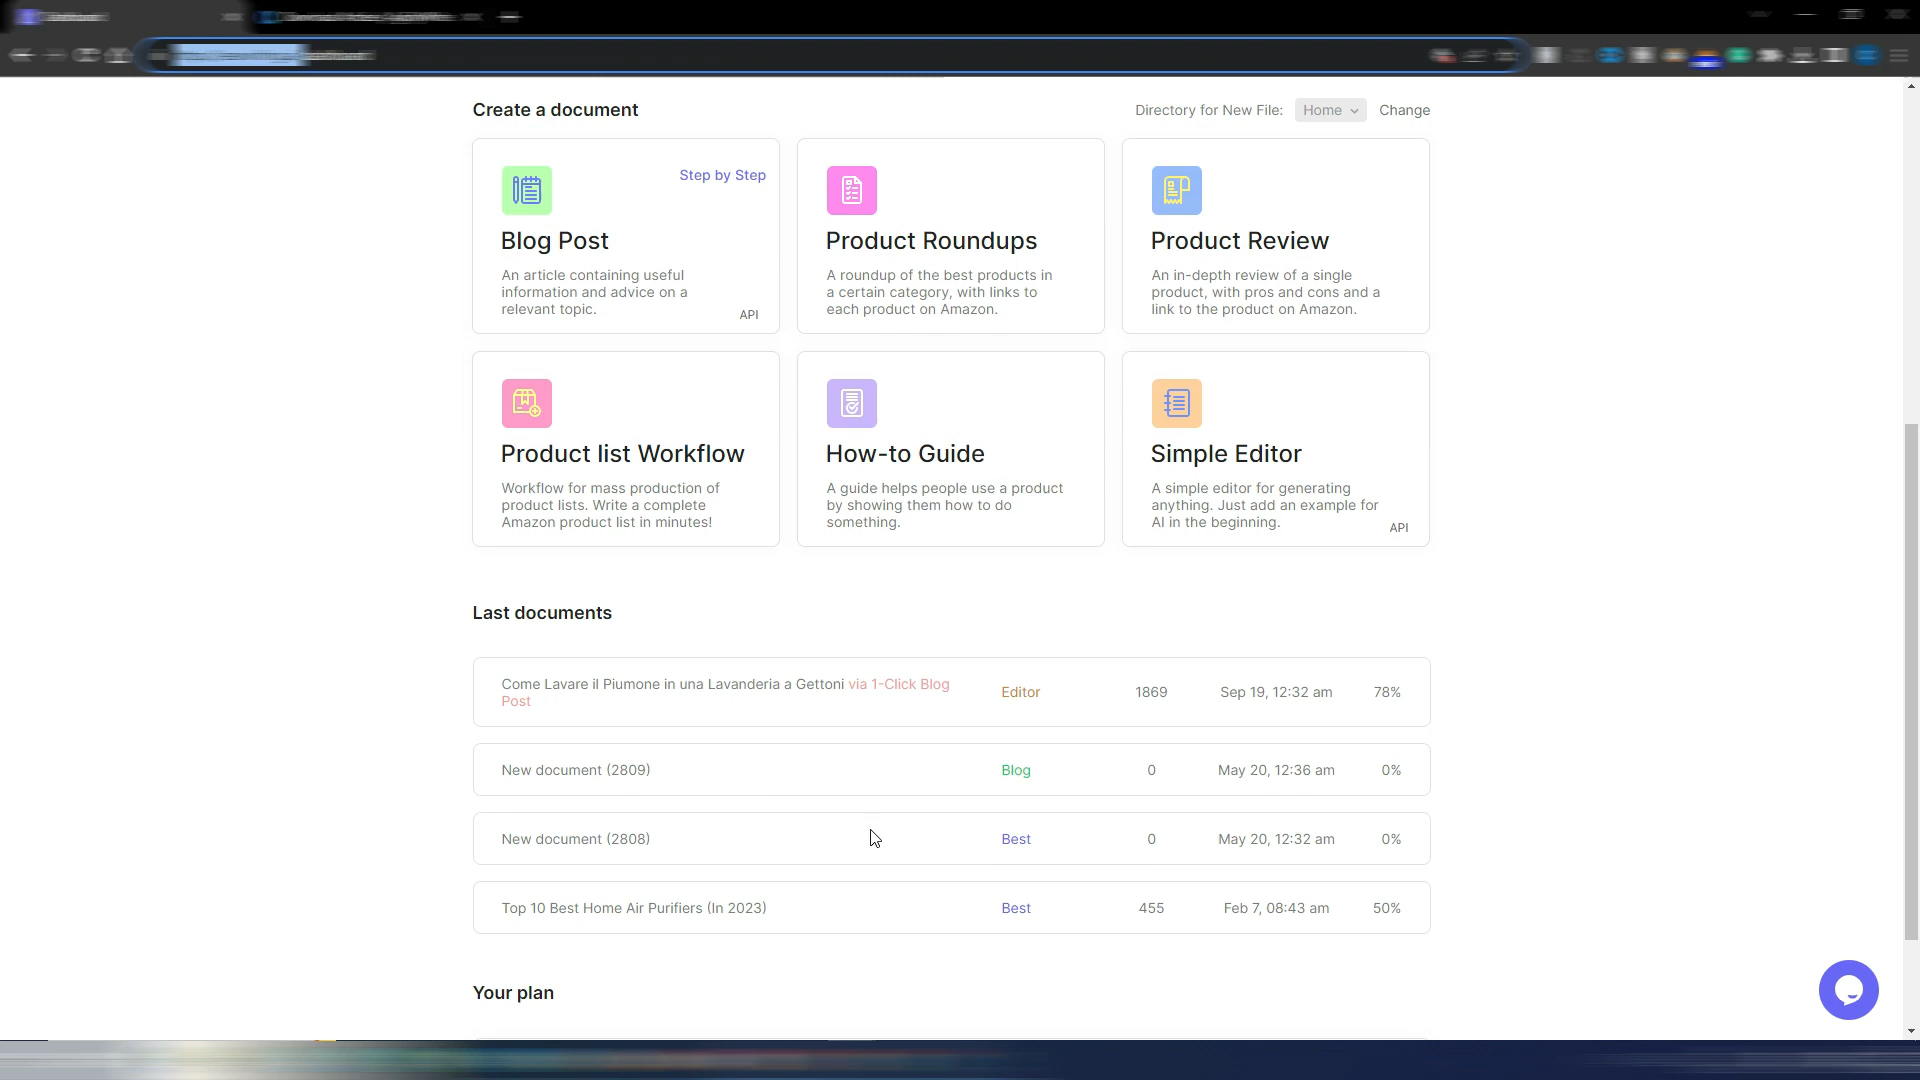 Create a document
Directory for New File: Home Change
Step by Step
Blog Post
An article containing useful
information and advice on a
relevant topic.
API
Product Roundups
A roundup of the best products in
a certain category, with links to
each product on Amazon.
Product Review
An in-depth review of a single
product, with pros and cons and a
link to the product on Amazon.
Product list Workflow
Workflow for mass production of
product lists. Write a complete
Amazon product list in minutes!
How-to Guide
A guide helps people use a product
by showing them how to do
something.
Simple Editor
A simple editor for generating
anything. Just add an example for
AI in the beginning.
API
Last documents
Come Lavare il Piumone in una Lavanderia a Gettoni via 1-Click Blog
Post
Editor 1869 Sep 19, 12:32 am 78%
New document (2809) Blog 0 May 20, 12:36 am 0%
New document (2808) Best 0 May 20, 12:32 am 0%
Top 10 Best Home Air Purifiers (In 2023) Best 455 Feb 7, 08:43 am 50%
Your plan